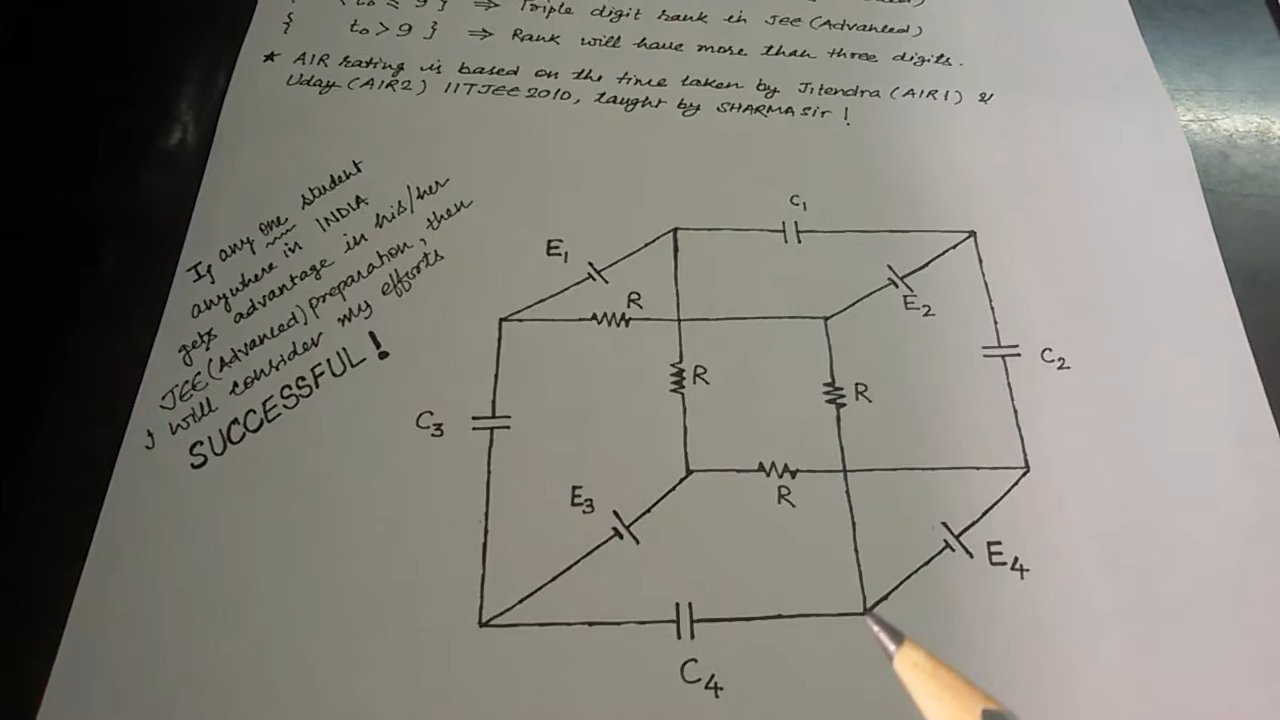 { t₀ > 9 } ⇒ Rank will have more than three digits.
⇒ Triple digit rank in JEE (Advanced)
★ AIR rating is based on the time taken by Jitendra (AIR1) &
Uday (AIR2) IITJEE 2010, taught by SHARMA Sir !
If any one student
anywhere in INDIA
gets advantage in his/her
JEE (Advanced) preparation, then
I will consider my efforts
SUCCESSFUL !
C₁
E₁
E₂
R
R
R
C₂
C₃
E₃
R
E₄
C₄